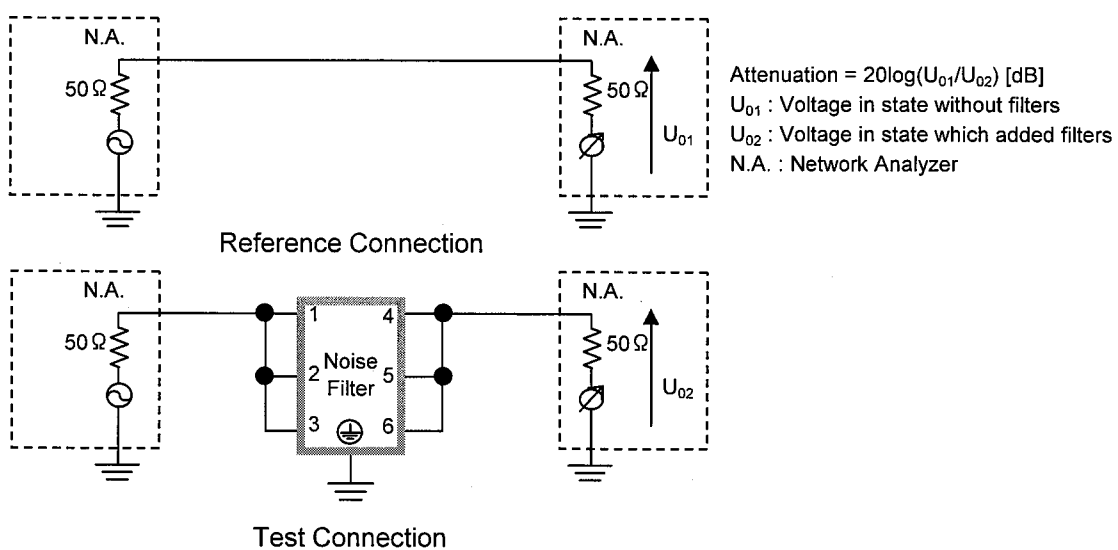 N.A.
50Ω
N.A.
50Ω
U01
Attenuation = 20log(U01/U02) [dB]
U01 : Voltage in state without filters
U02 : Voltage in state which added filters
N.A. : Network Analyzer
Reference Connection
N.A.
50Ω
1
2
3
Noise
Filter
4
5
6
N.A.
50Ω
U02
Test Connection